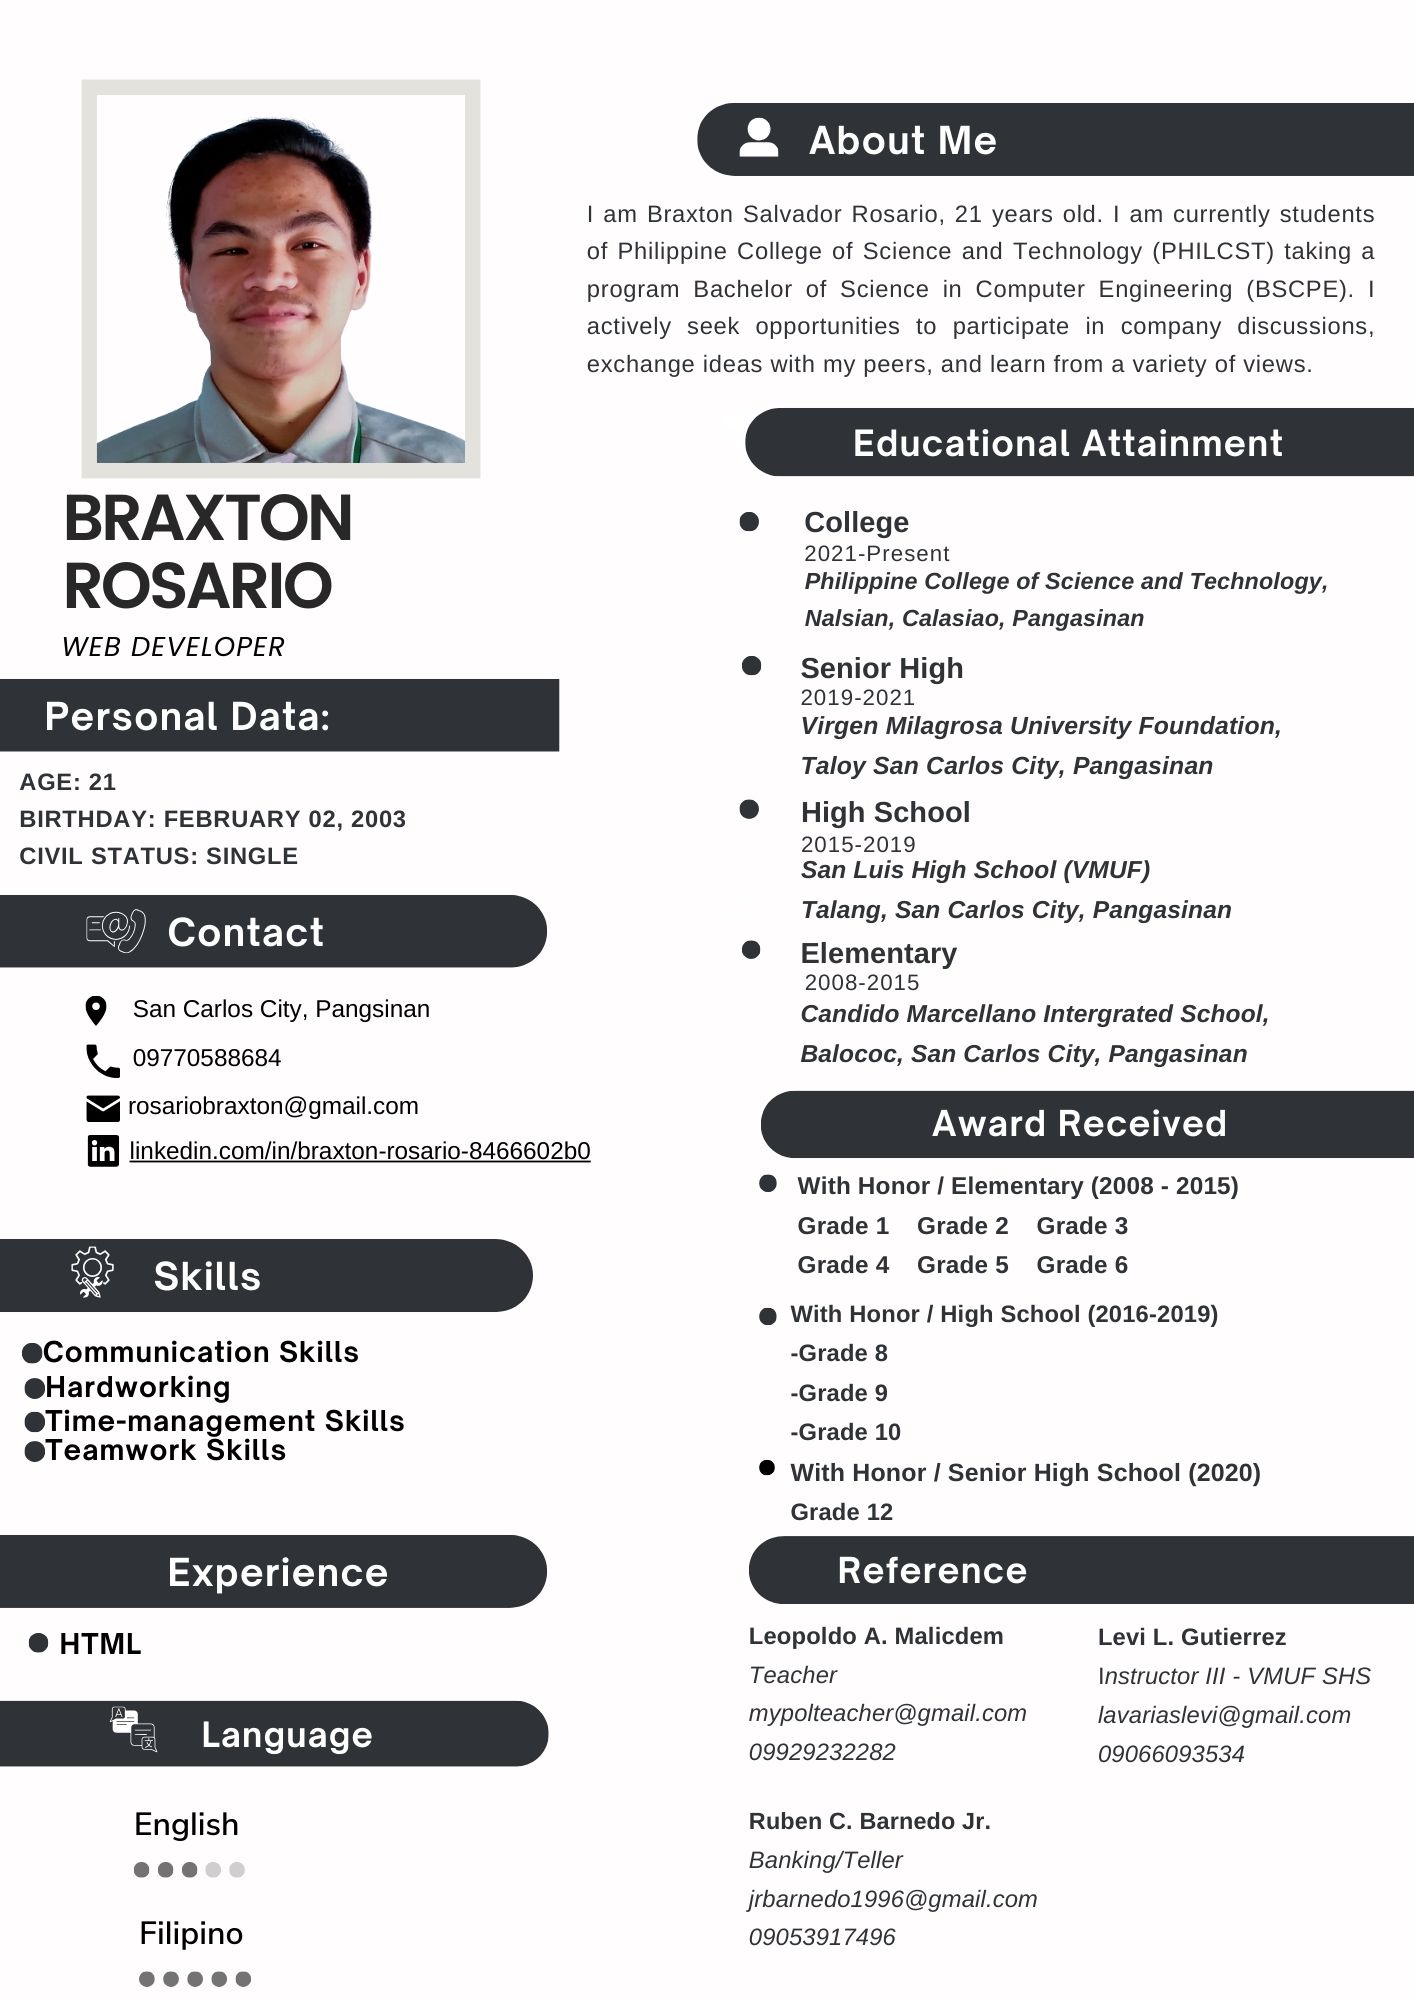 BRAXTON
ROSARIO
WEB DEVELOPER
Personal Data:
AGE: 21
BIRTHDAY: FEBRUARY 02, 2003
CIVIL STATUS: SINGLE
Contact
San Carlos City, Pangsinan
09770588684
rosariobraxton@gmail.com
linkedin.com/in/braxton-rosario-8466602b0
Skills
Communication Skills
Hardworking
Time-management Skills
Teamwork Skills
Experience
HTML
Language
English
Filipino
About Me
I am Braxton Salvador Rosario, 21 years old. I am currently students
of Philippine College of Science and Technology (PHILCST) taking a
program Bachelor of Science in Computer Engineering (BSCPE). I
actively seek opportunities to participate in company discussions,
exchange ideas with my peers, and learn from a variety of views.
Educational Attainment
College
2021-Present
Philippine College of Science and Technology,
Nalsian, Calasiao, Pangasinan
Senior High
2019-2021
Virgen Milagrosa University Foundation,
Taloy San Carlos City, Pangasinan
High School
2015-2019
San Luis High School (VMUF)
Talang, San Carlos City, Pangasinan
Elementary
2008-2015
Candido Marcellano Intergrated School,
Balococ, San Carlos City, Pangasinan
Award Received
With Honor / Elementary (2008 - 2015)
Grade 1 Grade 2 Grade 3
Grade 4 Grade 5 Grade 6
With Honor / High School (2016-2019)
-Grade 8
-Grade 9
-Grade 10
With Honor / Senior High School (2020)
Grade 12
Reference
Leopoldo A. Malicdem
Teacher
mypolteacher@gmail.com
09929232282
Levi L. Gutierrez
Instructor III - VMUF SHS
lavariaslevi@gmail.com
09066093534
Ruben C. Barnedo Jr.
Banking/Teller
jrbarnedo1996@gmail.com
09053917496